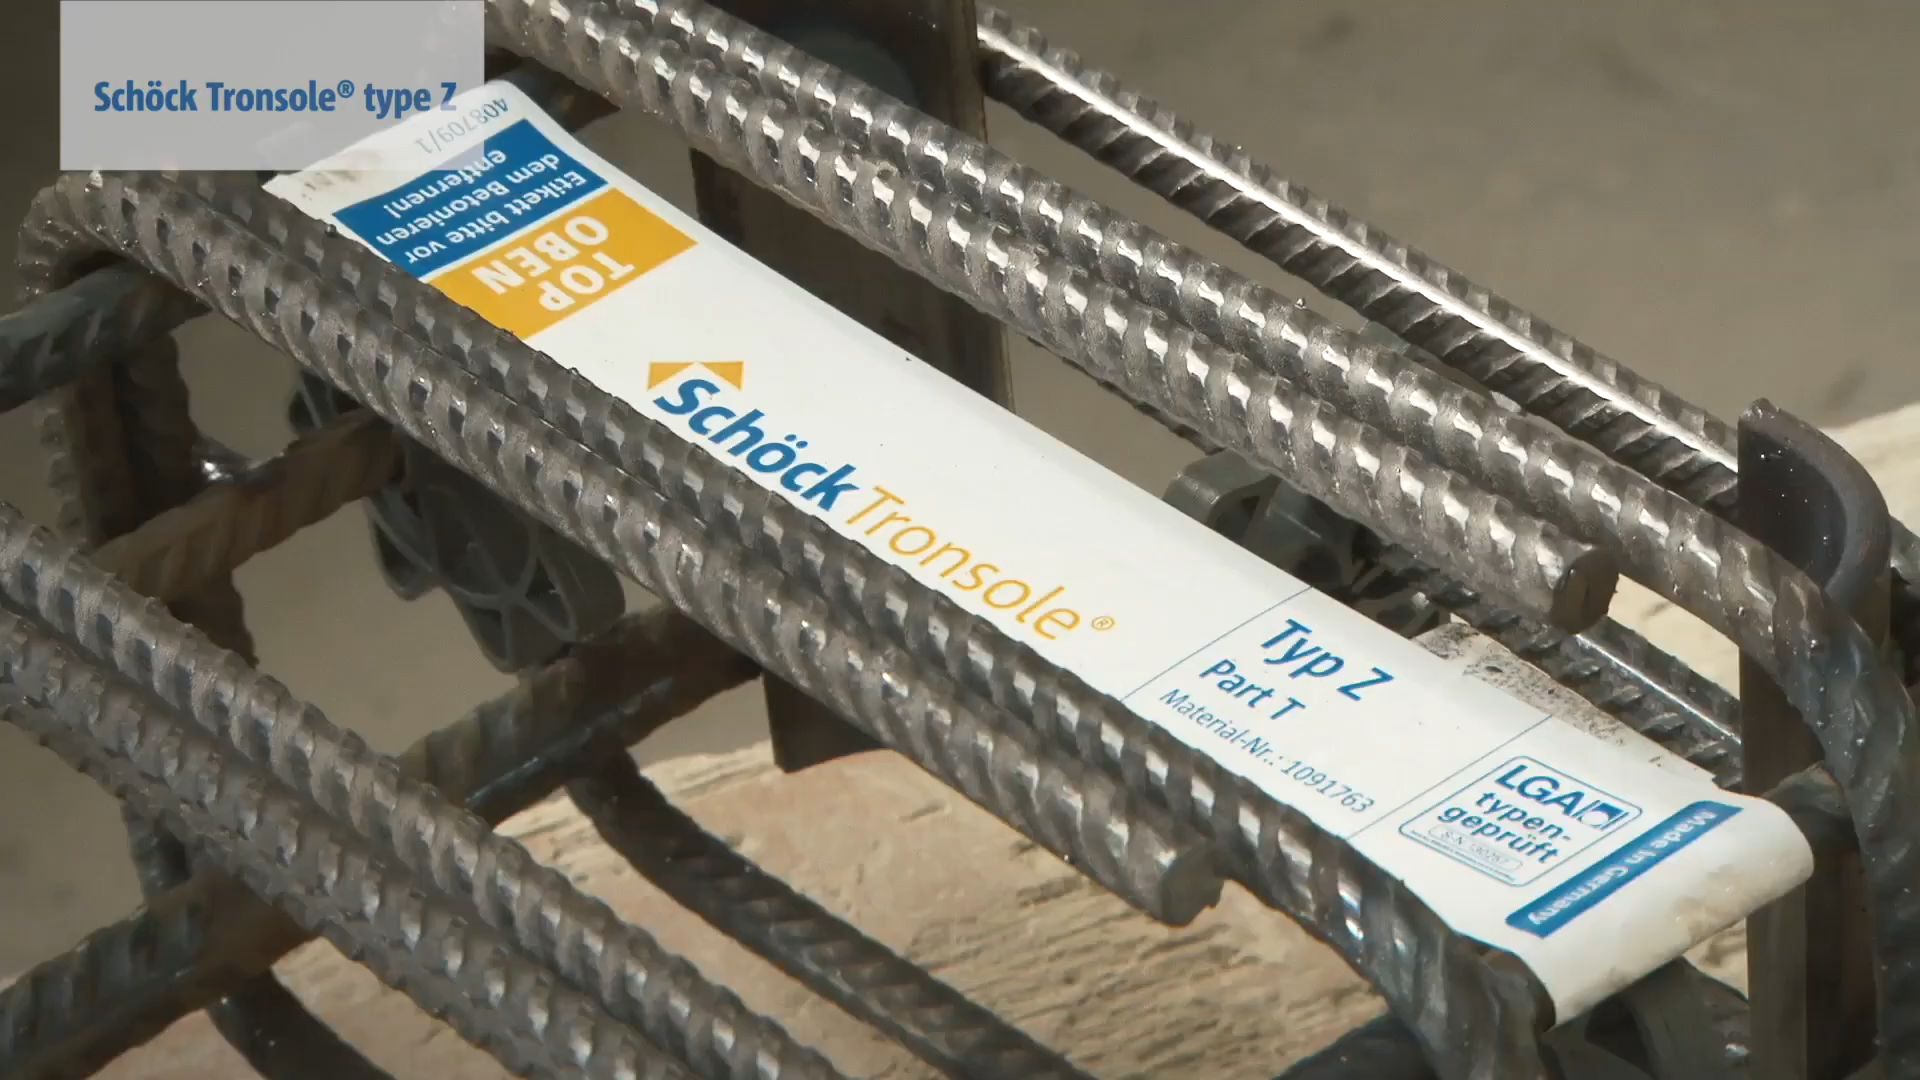 Schöck Tronsole® type Z
408709/1
Etikett bitte vor
dem Betonieren
entfernen!
TOP
OBEN
Schöck Tronsole®
Typ Z
Part T
Material-Nr.: 1091763
LGA
typen-
geprüft
Made in Germany